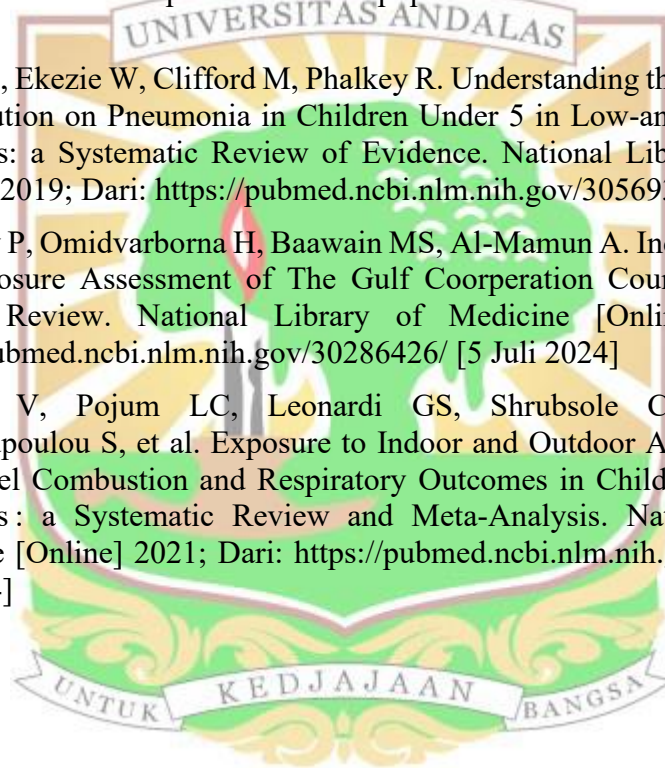 UNIVERSITAS ANDALAS
, Ekezie W, Clifford M, Phalkey R. Understanding th
ution on Pneumonia in Children Under 5 in Low-an
s: a Systematic Review of Evidence. National Lib
2019; Dari: https://pubmed.ncbi.nlm.nih.gov/30569
P, Omidvarborna H, Baawain MS, Al-Mamun A. In
osure Assessment of The Gulf Coorperation Coun
Review. National Library of Medicine [Onlin
ubmed.ncbi.nlm.nih.gov/30286426/ [5 Juli 2024]
V, Pojum LC, Leonardi GS, Shrubsole C
poulou S, et al. Exposure to Indoor and Outdoor A
el Combustion and Respiratory Outcomes in Child
s : a Systematic Review and Meta-Analysis. Na
e [Online] 2021; Dari: https://pubmed.ncbi.nlm.nih.
]
UNTUK KEDJAJAAN BANGSA